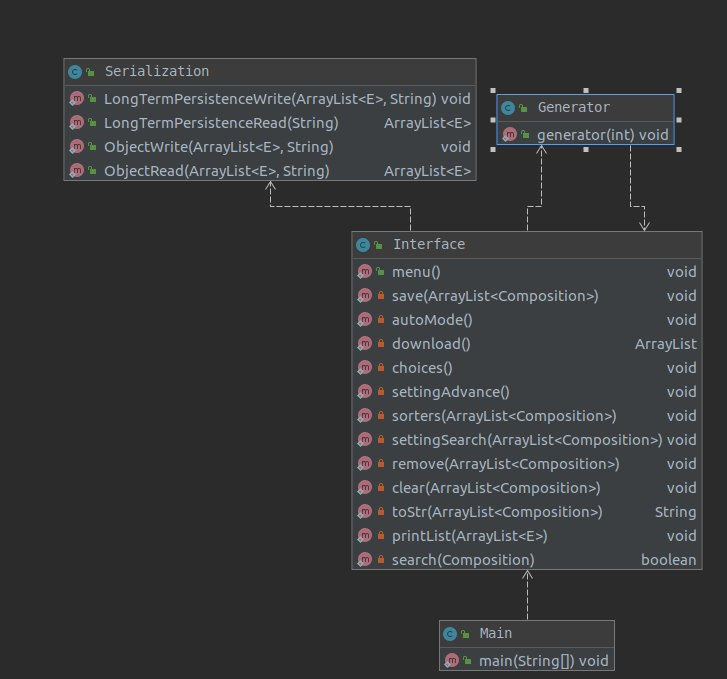 Serialization
LongTermPersistenceWrite(ArrayList<E>, String) void
LongTermPersistenceRead(String) ArrayList<E>
ObjectWrite(ArrayList<E>, String) void
ObjectRead(ArrayList<E>, String) ArrayList<E>
Generator
generator(int) void
Interface
menu() void
save(ArrayList<Composition>) void
autoMode() void
download() ArrayList
choices() void
settingAdvance() void
sorters(ArrayList<Composition>) void
settingSearch(ArrayList<Composition>) void
remove(ArrayList<Composition>) void
clear(ArrayList<Composition>) void
toStr(ArrayList<Composition>) String
printList(ArrayList<E>) void
search(Composition) boolean
Main
main(String[]) void